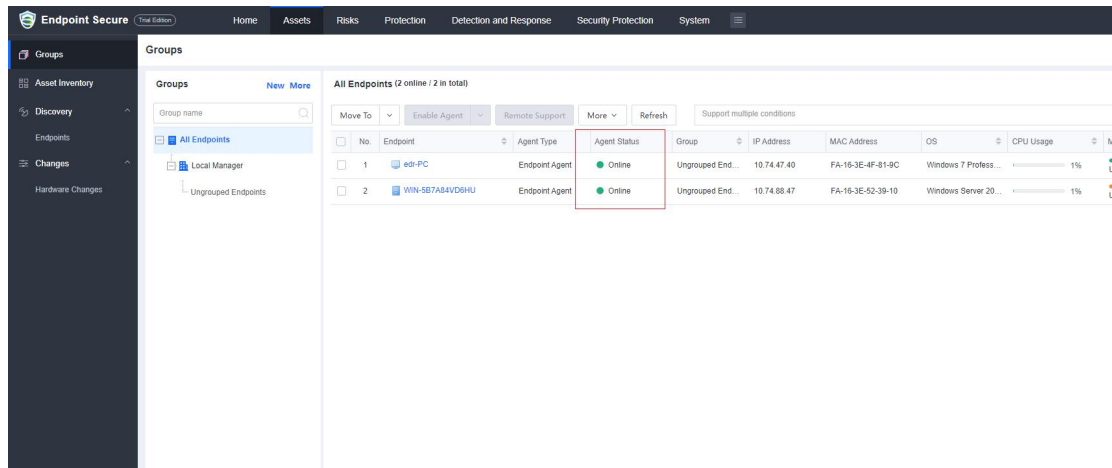 Endpoint Secure Trial Edition Home Assets Risks Protection Detection and Response Security Protection System
Groups
Asset Inventory
Discovery
Endpoints
Changes
Hardware Changes
Groups
Groups New More
Group name
All Endpoints
Local Manager
Ungrouped Endpoints
All Endpoints (2 online / 2 in total)
Move To Enable Agent Remote Support More Refresh Support multiple conditions
No. Endpoint Agent Type Agent Status Group IP Address MAC Address OS CPU Usage M
1 edr-PC Endpoint Agent Online Ungrouped End... 10.74.47.40 FA-16-3E-4F-81-9C Windows 7 Profess... 1% U
2 WIN-5B7A84VD6HU Endpoint Agent Online Ungrouped End... 10.74.88.47 FA-16-3E-52-39-10 Windows Server 20... 1% U